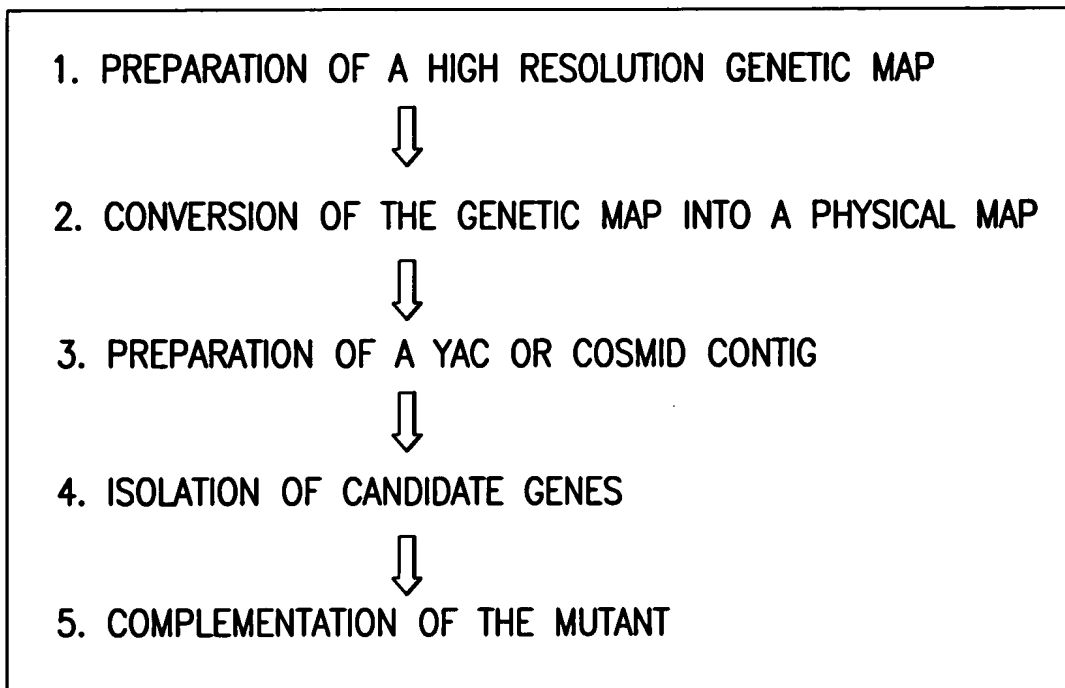 1. PREPARATION OF A HIGH RESOLUTION GENETIC MAP
2. CONVERSION OF THE GENETIC MAP INTO A PHYSICAL MAP
3. PREPARATION OF A YAC OR COSMID CONTIG
4. ISOLATION OF CANDIDATE GENES
5. COMPLEMENTATION OF THE MUTANT